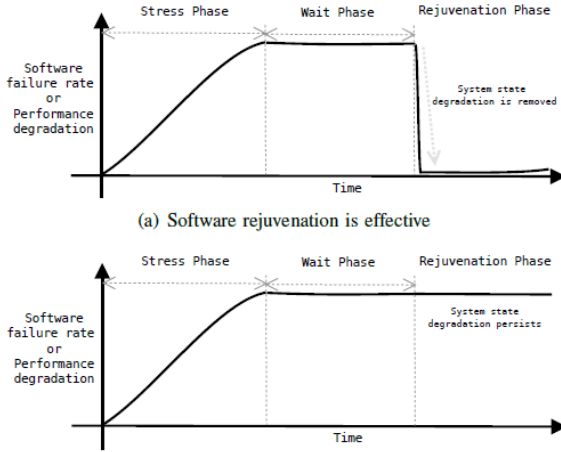 Stress Phase
Wait Phase
Rejuvenation Phase
Software
failure rate
or
Performance
degradation
System state
degradation is removed
Time
(a) Software rejuvenation is effective
Stress Phase
Wait Phase
Rejuvenation Phase
Software
failure rate
or
Performance
degradation
System state
degradation persists
Time